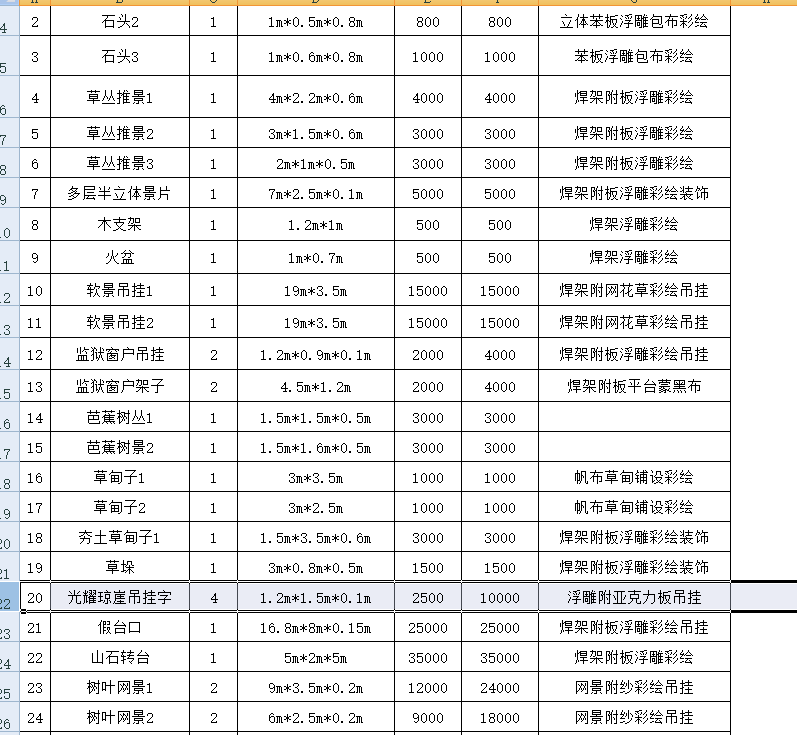 4 2 石头2 1 1m*0.5m*0.8m 800 800 立体苯板浮雕包布彩绘
5 3 石头3 1 1m*0.6m*0.8m 1000 1000 苯板浮雕包布彩绘
6 4 草丛推景1 1 4m*2.2m*0.6m 4000 4000 焊架附板浮雕彩绘
7 5 草丛推景2 1 3m*1.5m*0.6m 3000 3000 焊架附板浮雕彩绘
8 6 草丛推景3 1 2m*1m*0.5m 3000 3000 焊架附板浮雕彩绘
9 7 多层半立体景片 1 7m*2.5m*0.1m 5000 5000 焊架附板浮雕彩绘装饰
10 8 木支架 1 1.2m*1m 500 500 焊架浮雕彩绘
11 9 火盆 1 1m*0.7m 500 500 焊架浮雕彩绘
12 10 软景吊挂1 1 19m*3.5m 15000 15000 焊架附网花草彩绘吊挂
13 11 软景吊挂2 1 19m*3.5m 15000 15000 焊架附网花草彩绘吊挂
14 12 监狱窗户吊挂 2 1.2m*0.9m*0.1m 2000 4000 焊架附板浮雕彩绘吊挂
15 13 监狱窗户架子 2 4.5m*1.2m 2000 4000 焊架附板平台蒙黑布
16 14 芭蕉树丛1 1 1.5m*1.5m*0.5m 3000 3000
17 15 芭蕉树景2 1 1.5m*1.6m*0.5m 3000 3000
18 16 草甸子1 1 3m*3.5m 1000 1000 帆布草甸铺设彩绘
19 17 草甸子2 1 3m*2.5m 1000 1000 帆布草甸铺设彩绘
20 18 夯土草甸子1 1 1.5m*3.5m*0.6m 3000 3000 焊架附板浮雕彩绘装饰
21 19 草垛 1 3m*0.8m*0.5m 1500 1500 焊架附板浮雕彩绘装饰
22 20 光耀琼崖吊挂字 4 1.2m*1.5m*0.1m 2500 10000 浮雕附亚克力板吊挂
23 21 假台口 1 16.8m*8m*0.15m 25000 25000 焊架附板浮雕彩绘吊挂
24 22 山石转台 1 5m*2m*5m 35000 35000 焊架附板浮雕彩绘
25 23 树叶网景1 2 9m*3.5m*0.2m 12000 24000 网景附纱彩绘吊挂
26 24 树叶网景2 2 6m*2.5m*0.2m 9000 18000 网景附纱彩绘吊挂